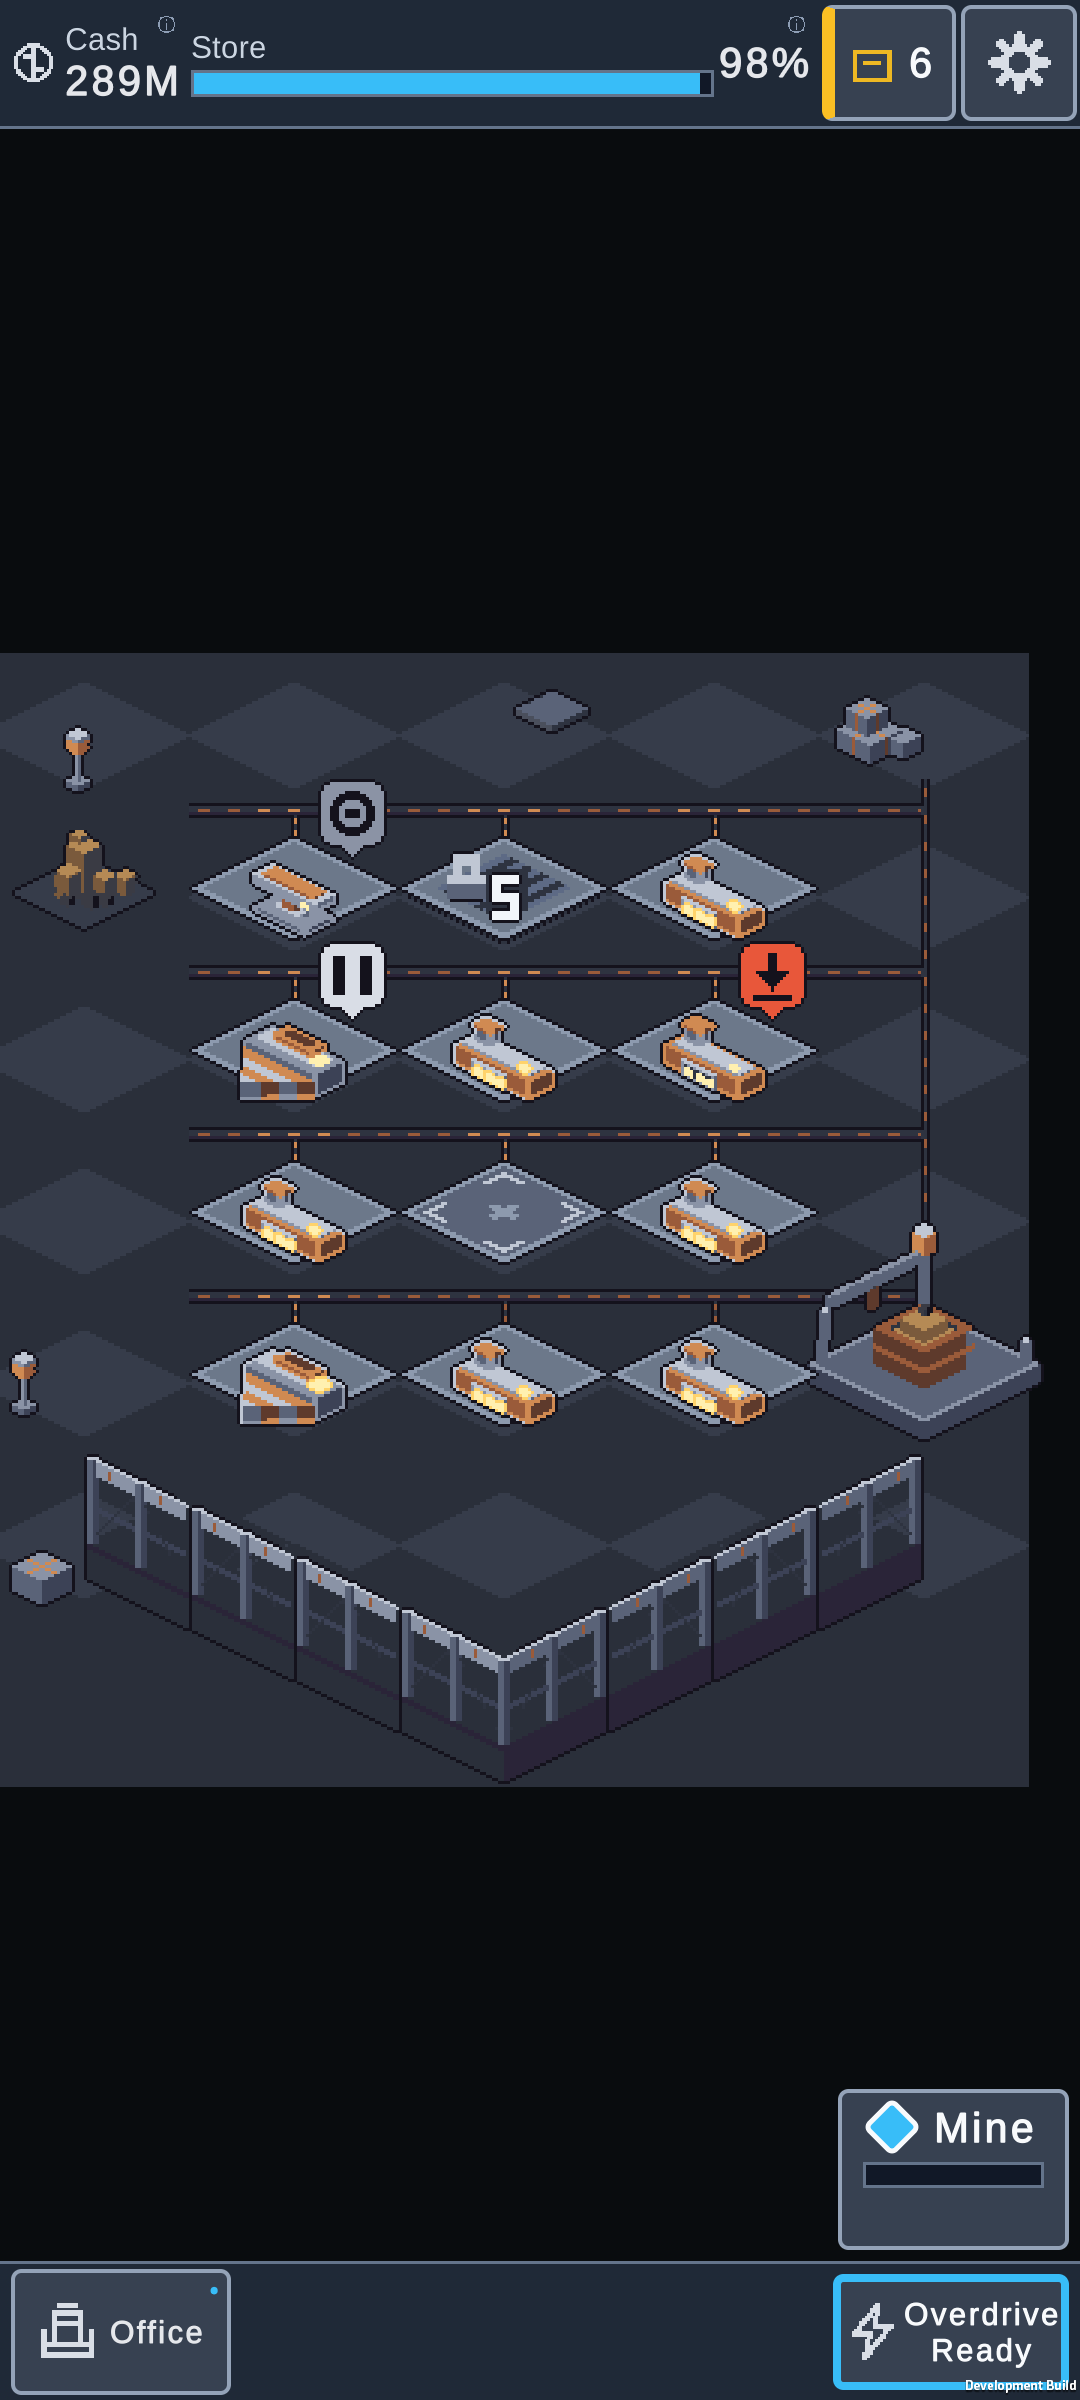 Cash
289M
Store
98%
6
5
Mine
Office
Overdrive
Ready
Development Build